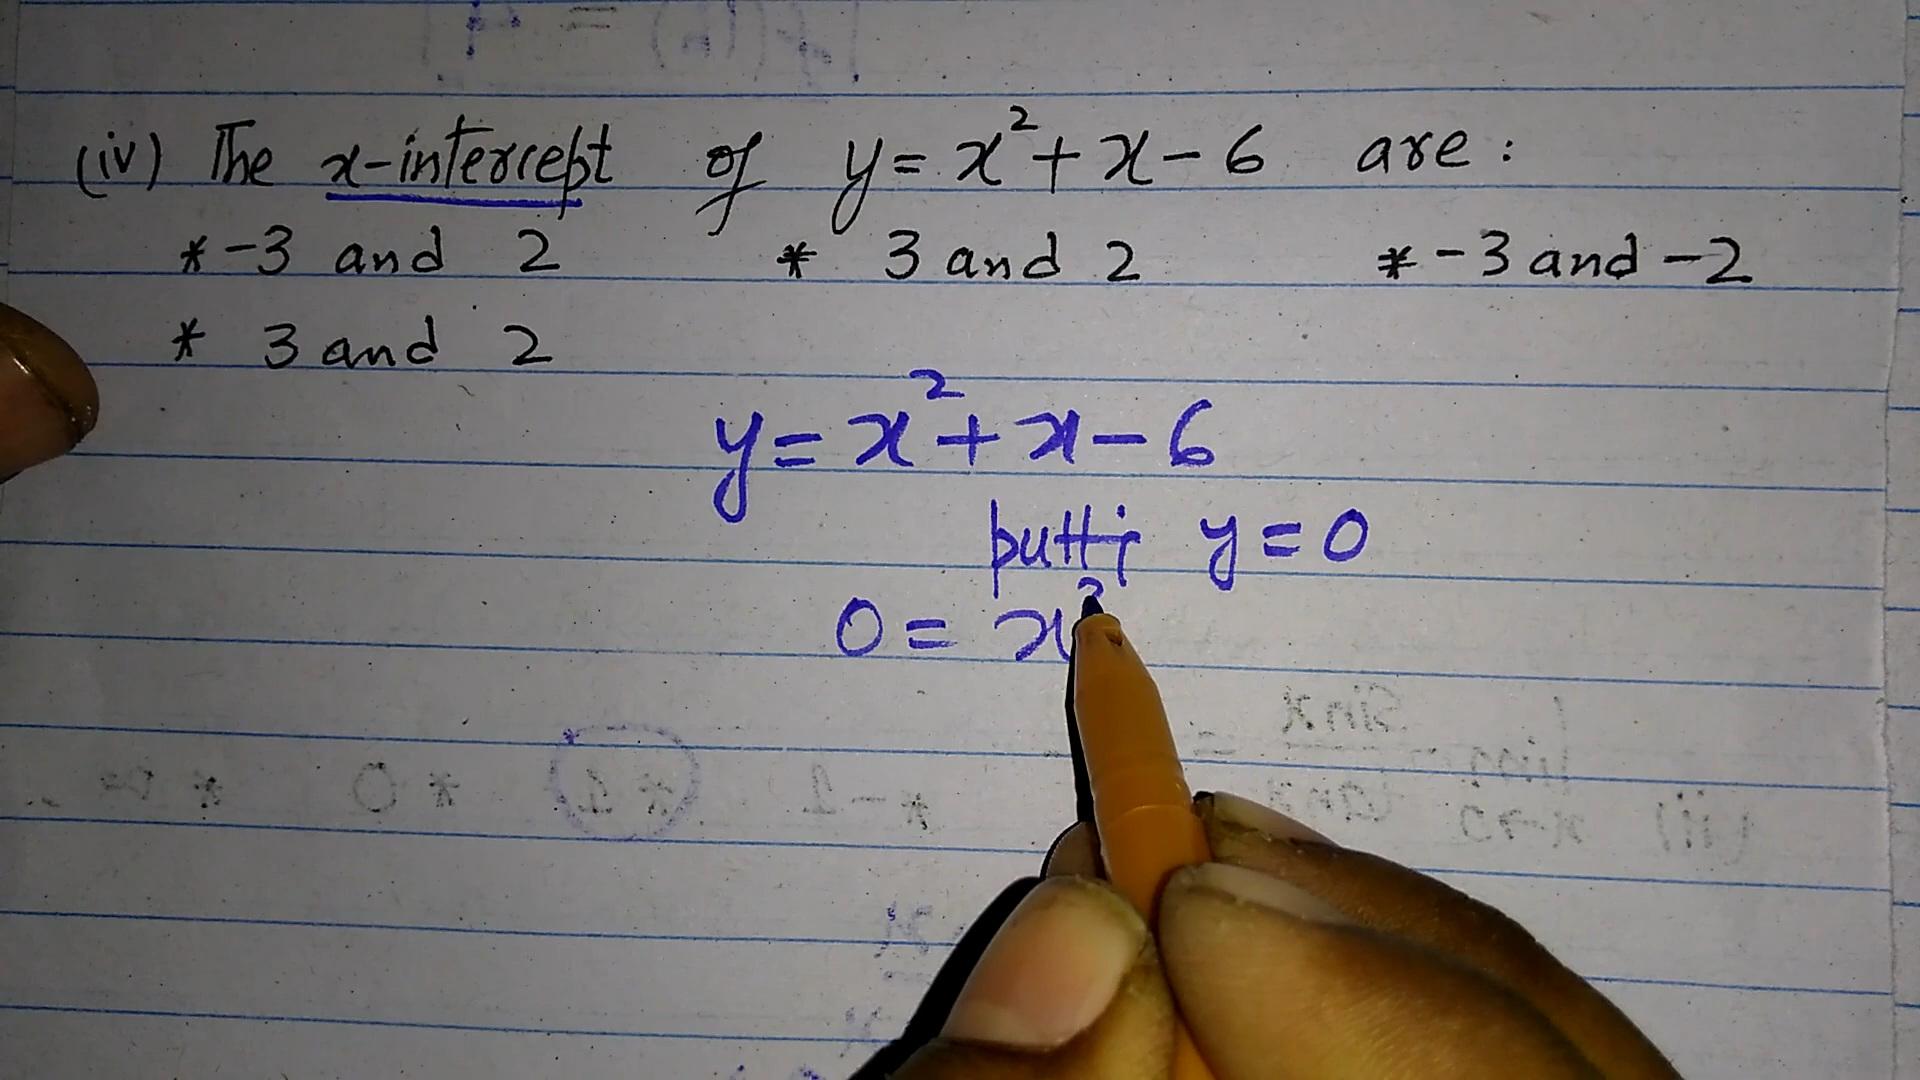 (iv) The x-intercept of y = x² + x - 6 are :
* -3 and 2 * 3 and 2 * -3 and -2
* 3 and 2
y = x² + x - 6
y = 0
0 = x²